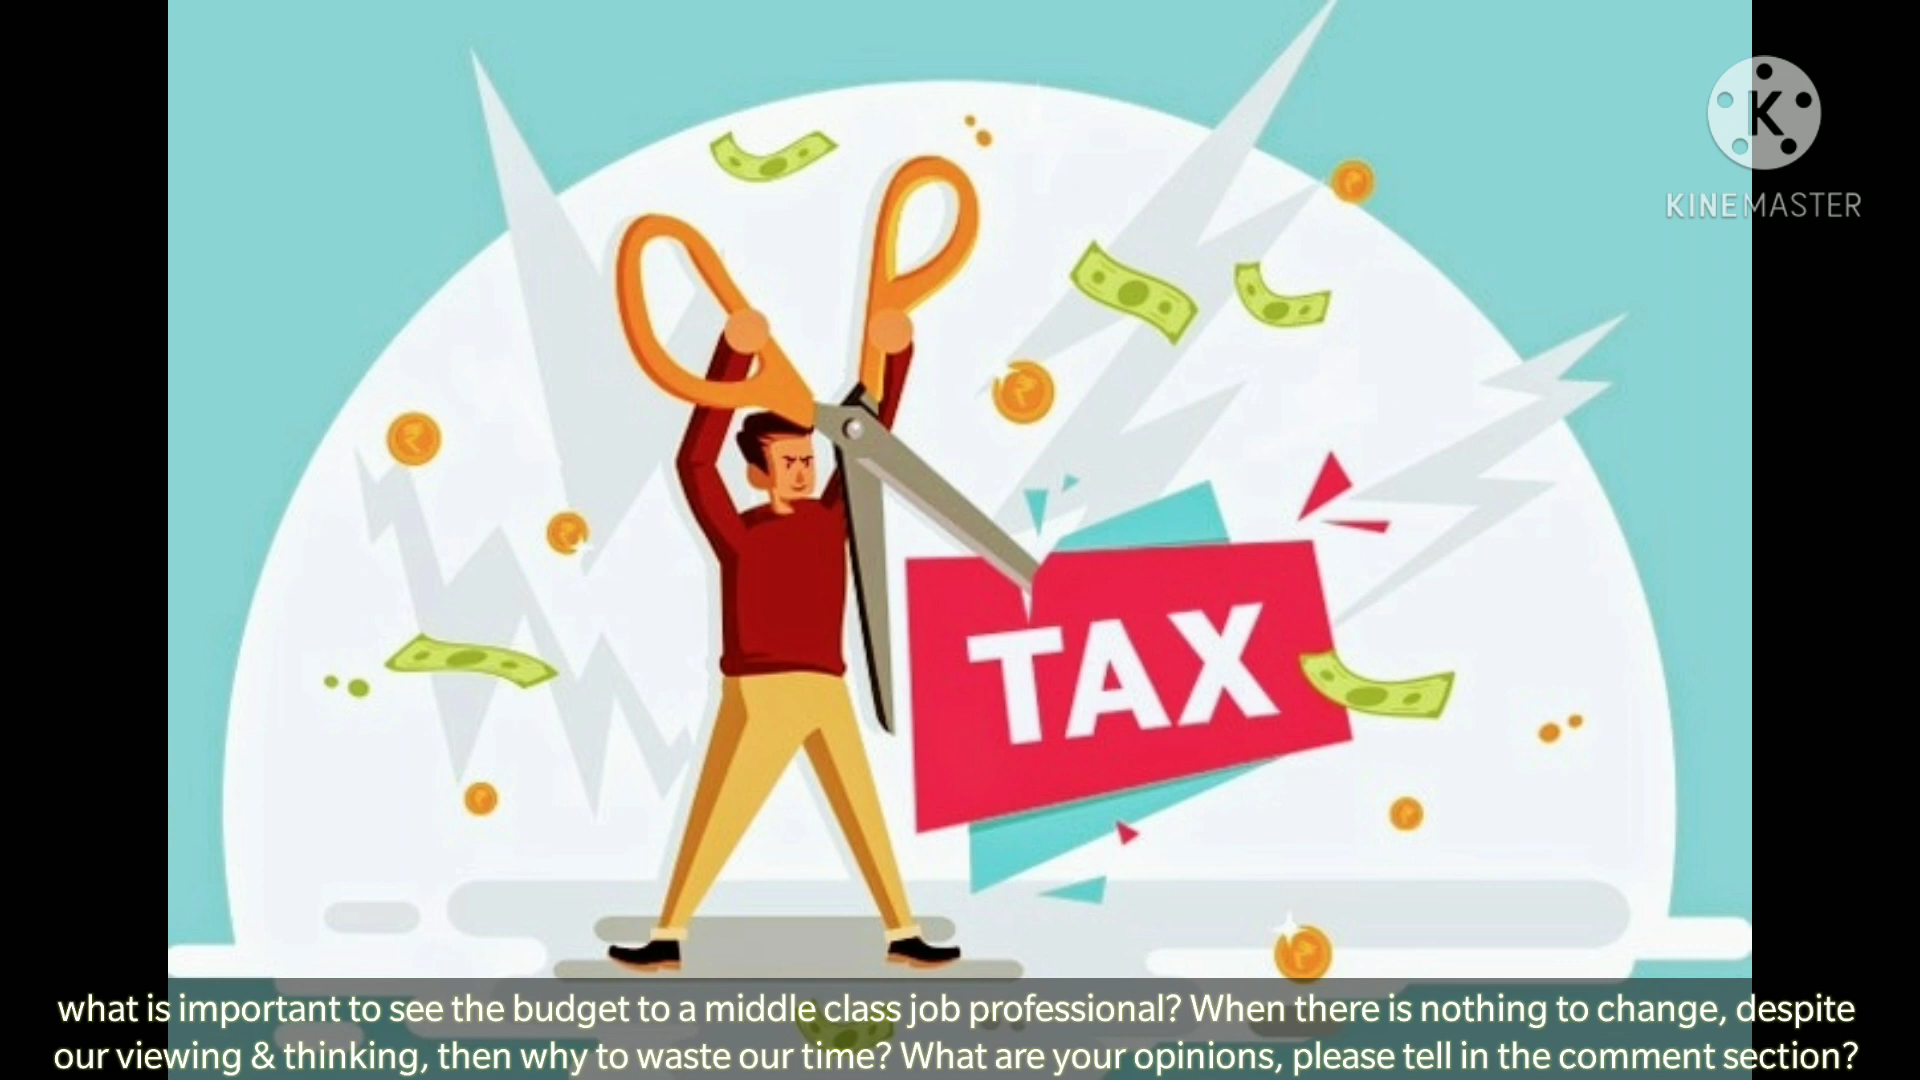 KINEMASTER
TAX
what is important to see the budget to a middle class job professional? When there is nothing to change, despite
our viewing & thinking, then why to waste our time? What are your opinions, please tell in the comment section?